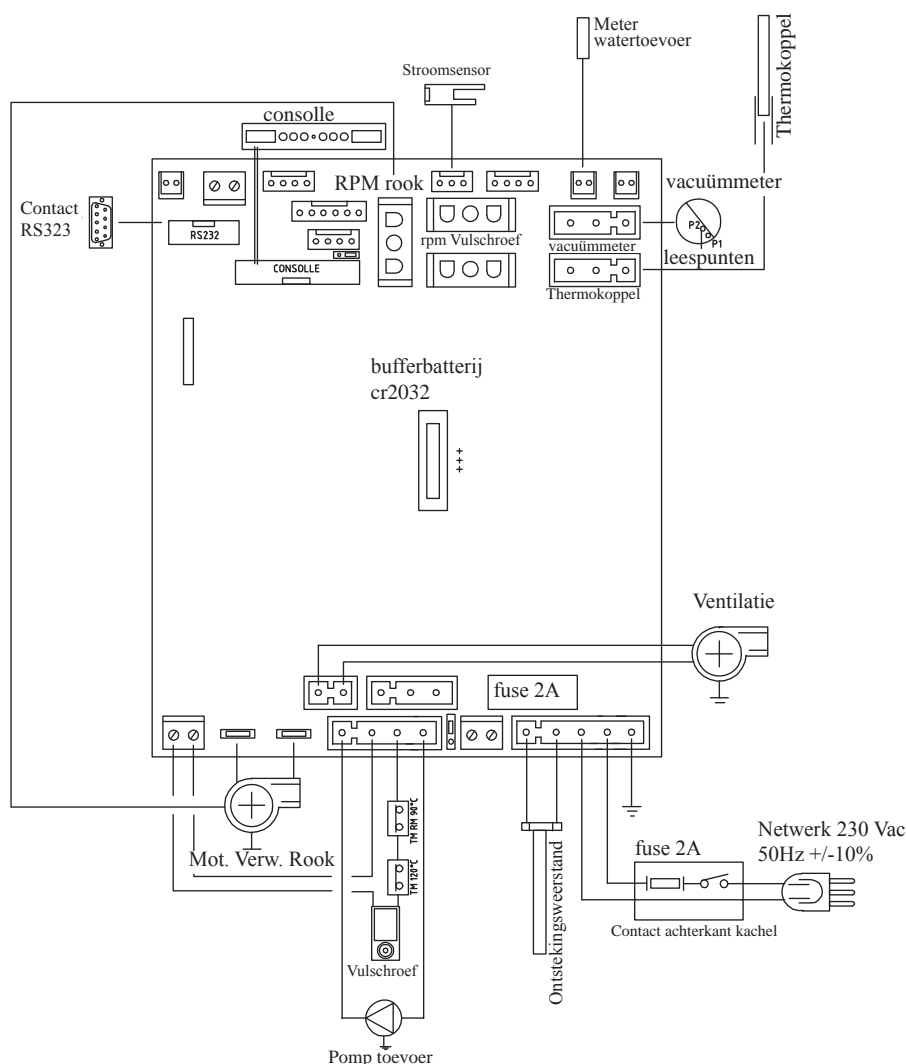 Meter
watertoevoer
Stroomsensor
Thermokoppel
consolle
RPM rook
vacuümmeter
Contact
RS323
RS232
rpm Vulschroef
vacuümmeter
P2
P1
leespunten
CONSOLLE
Thermokoppel
bufferbatterij
cr2032
+++
Ventilatie
fuse 2A
TM RM 90°C
TM 120°C
Mot. Verw. Rook
Vulschroef
Pomp toevoer
Ontstekingsweerstand
fuse 2A
Contact achterkant kachel
Netwerk 230 Vac
50Hz +/-10%